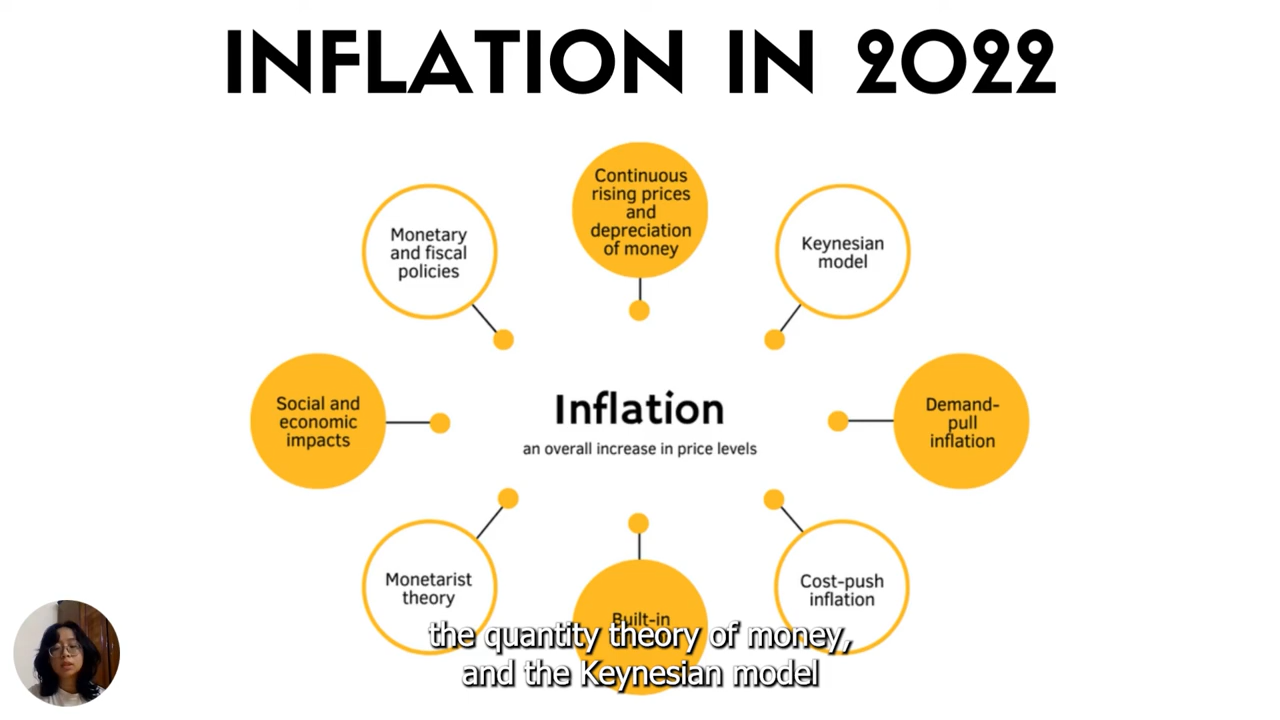 INFLATION IN 2022
Continuous
rising prices
and
depreciation
of money
Monetary
and fiscal
policies
Keynesian
model
Social and
economic
impacts
Inflation
an overall increase in price levels
Demand-
pull
inflation
Monetarist
theory
Built-in
Cost-push
inflation
the quantity theory of money,
and the Keynesian model